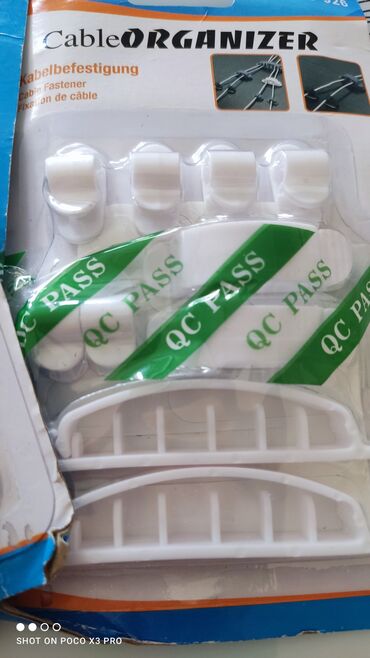 326
CableORGANIZER
Kabelbefestigung
Cable Fastener
Fixation de câble
QC PASS
QC PASS
QC PASS
QC PASS
SHOT ON POCO X3 PRO